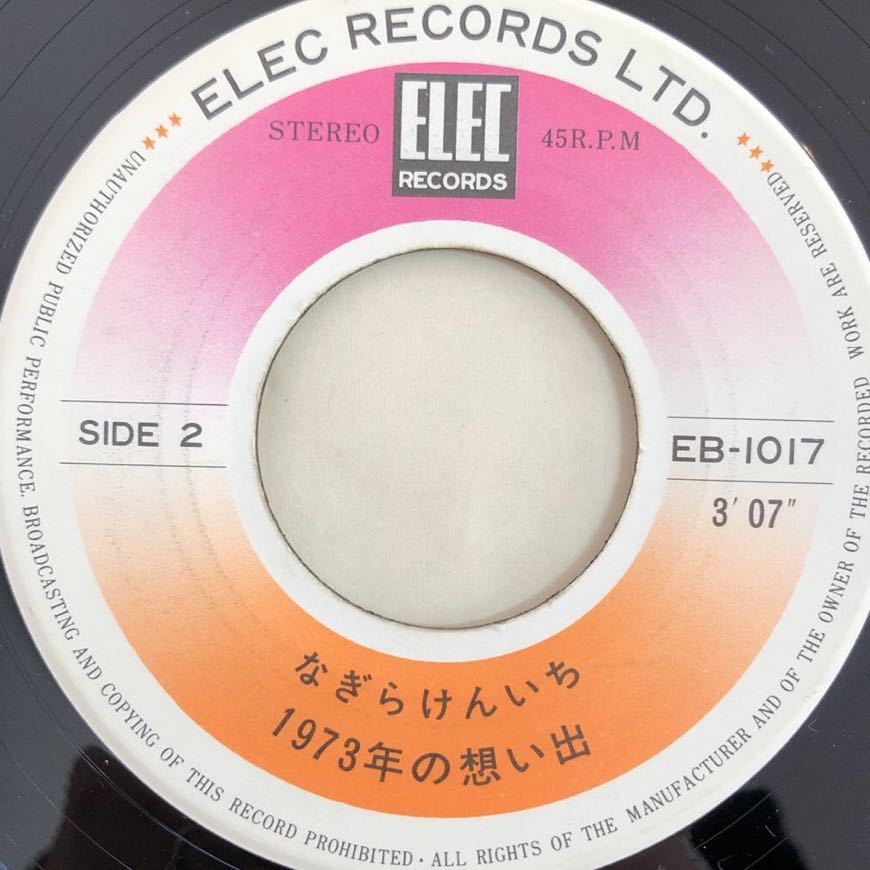 ELEC RECORDS LTD.
STEREO
ELEC
RECORDS
45R.P.M
SIDE 2
EB-1017
3′07″
なぎらけんいち
1973年の想い出
UNAUTHORIZED PUBLIC PERFORMANCE. BROADCASTING AND COPYING OF THIS RECORD PROHIBITED · ALL RIGHTS OF THE MANUFACTURER AND OF THE OWNER OF THE RECORDED WORK ARE RESERVED